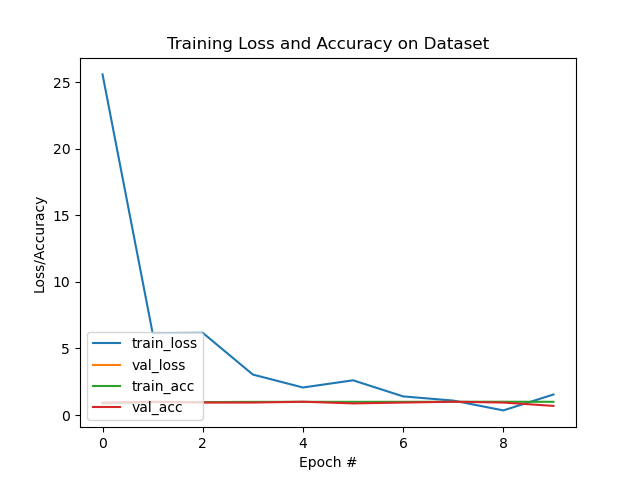 Training Loss and Accuracy on Dataset
Loss/Accuracy
25
20
15
10
5
0
train_loss
val_loss
train_acc
val_acc
0 2 4 6 8
Epoch #